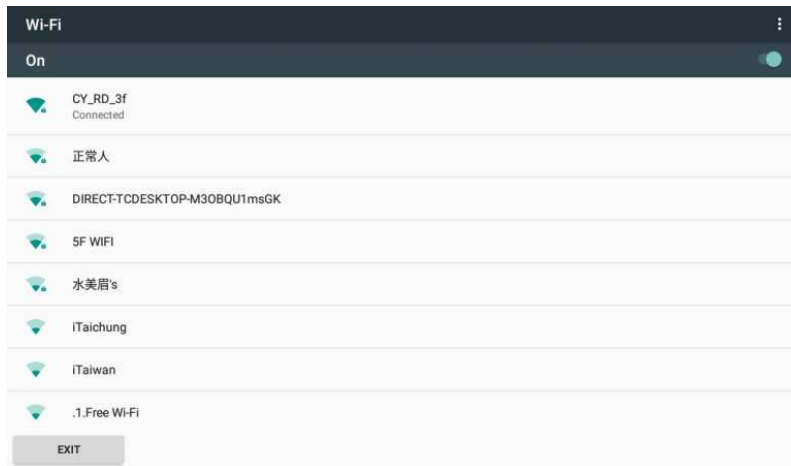 Wi-Fi
On
CY_RD_3f
Connected
正常人
DIRECT-TCDESKTOP-M3OBQU1msGK
5F WIFI
水美眉's
iTaichung
iTaiwan
.1.Free Wi-Fi
EXIT